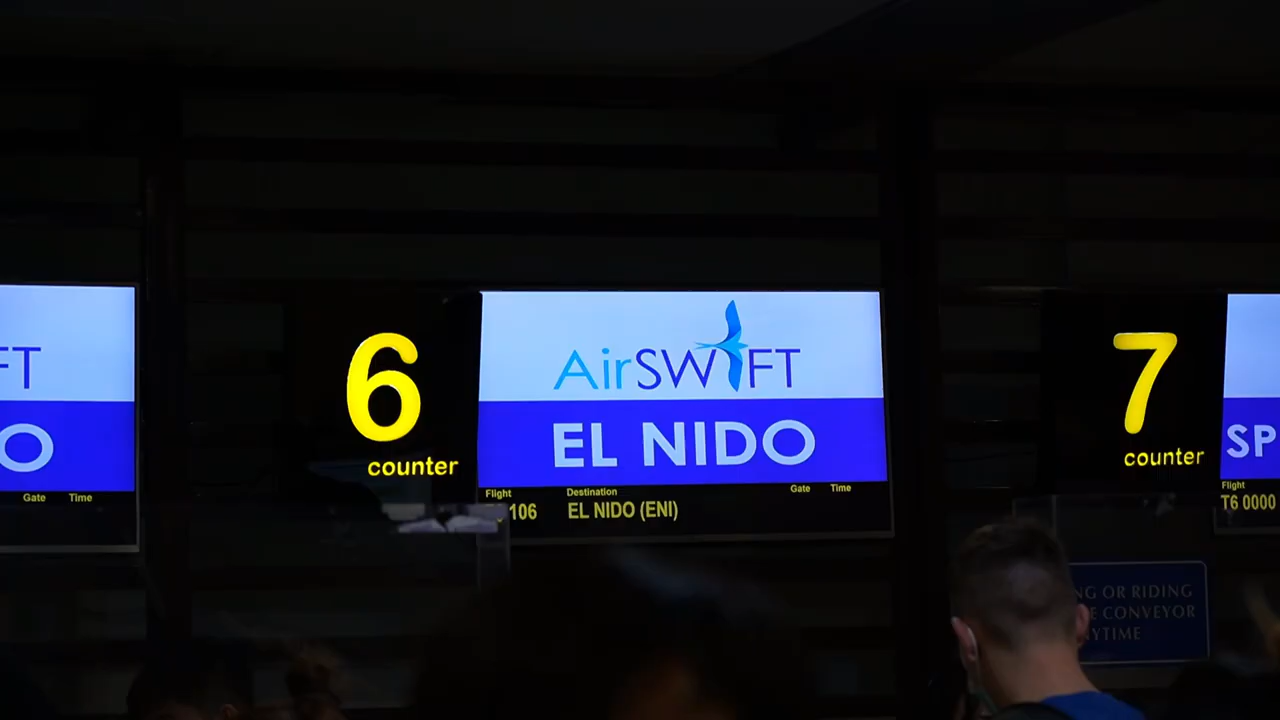 FT
O
Gate Time
6
counter
AirSWIFT
EL NIDO
Flight Destination Gate Time
106 EL NIDO (ENI)
7
counter
SP
Flight
T6 0000
NG OR RIDING
E CONVEYOR
NYTIME